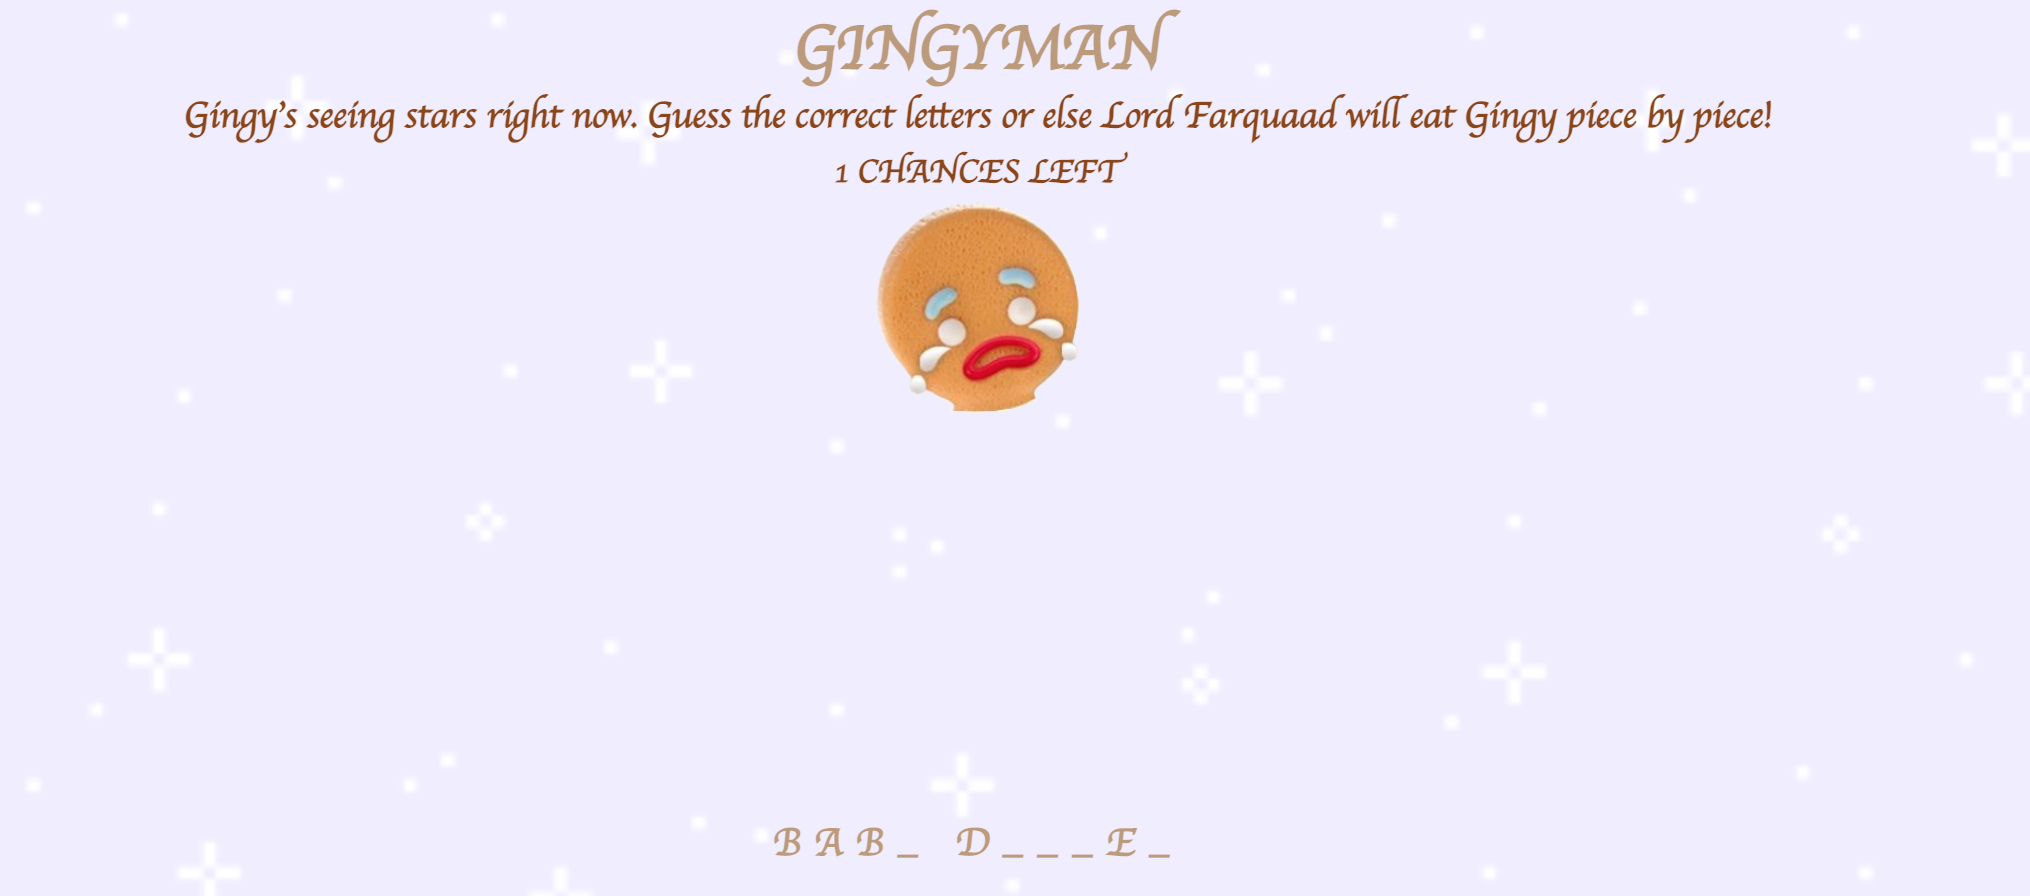 GINGYMAN
Gingy's seeing stars right now. Guess the correct letters or else Lord Farquaad will eat Gingy piece by piece!
1 CHANCES LEFT
B A B _   D _ _ _ E _